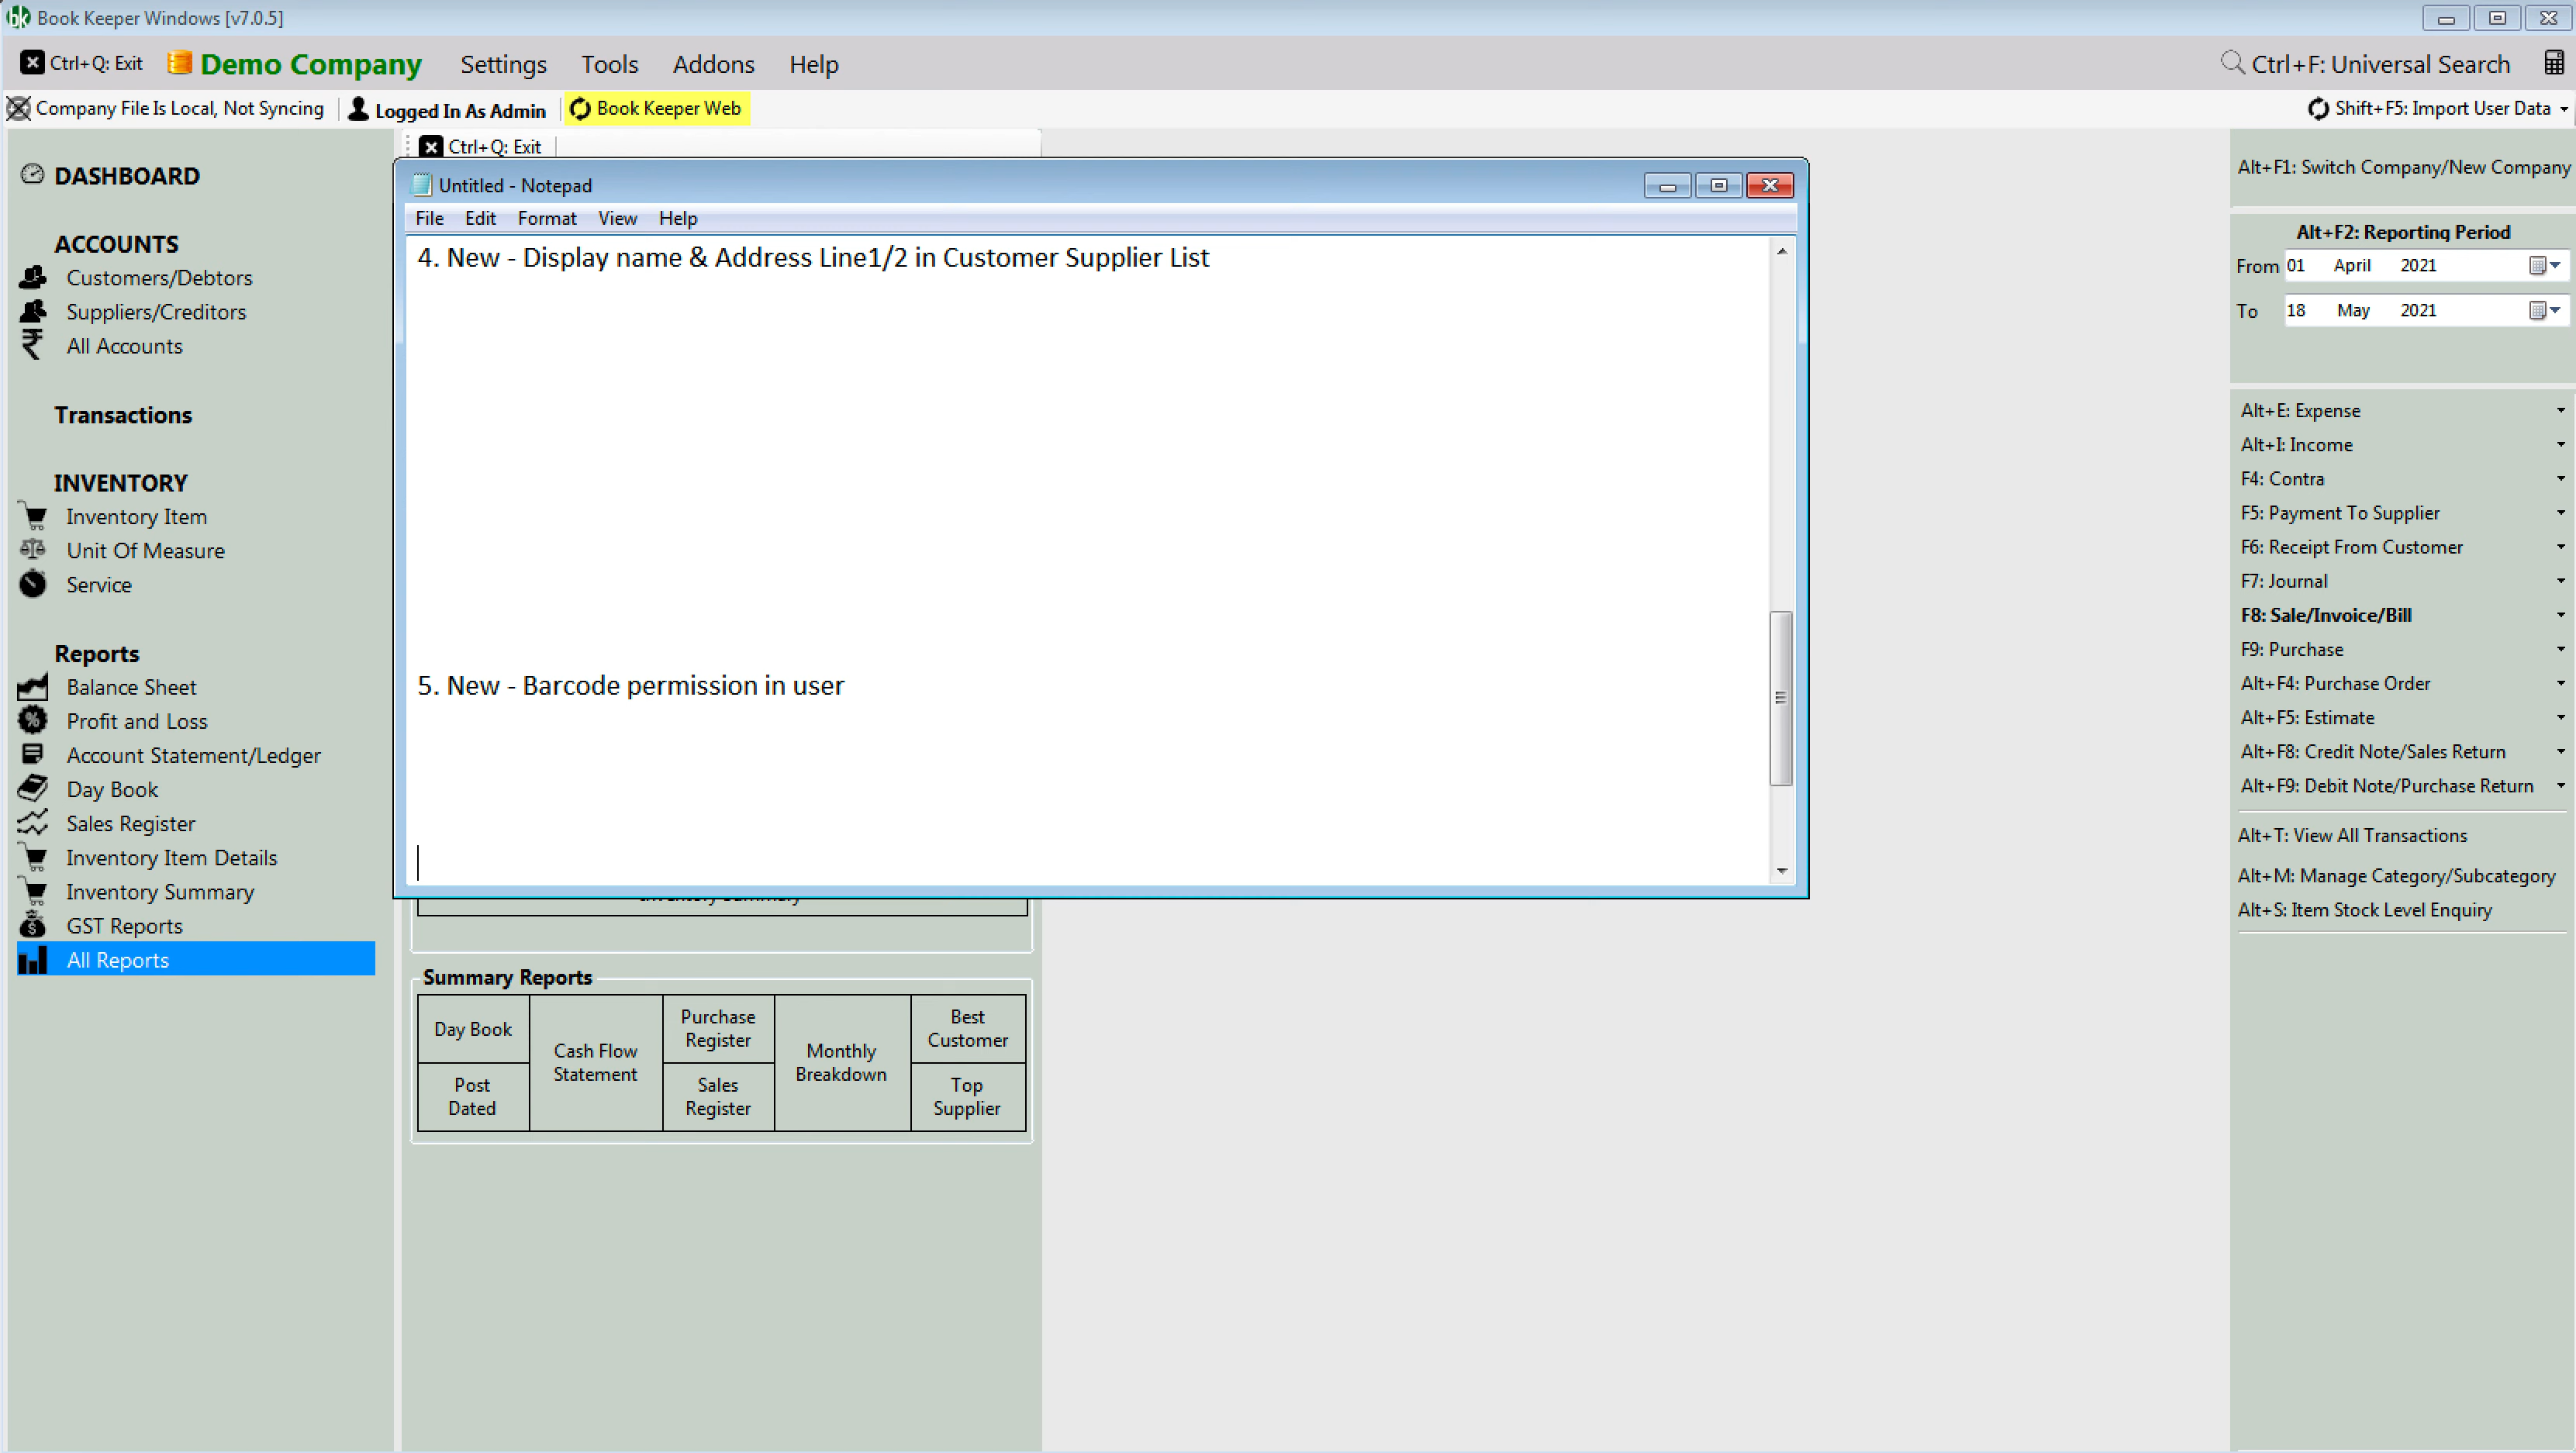 Book Keeper Windows [v7.0.5]
Ctrl+Q: Exit
Demo Company
Settings
Tools
Addons
Help
Ctrl+F: Universal Search
Company File Is Local, Not Syncing
Logged In As Admin
Book Keeper Web
Shift+F5: Import User Data
DASHBOARD
ACCOUNTS
Customers/Debtors
Suppliers/Creditors
All Accounts
Transactions
INVENTORY
Inventory Item
Unit Of Measure
Service
Reports
Balance Sheet
Profit and Loss
Account Statement/Ledger
Day Book
Sales Register
Inventory Item Details
Inventory Summary
GST Reports
All Reports
Ctrl+Q: Exit
Untitled - Notepad
File Edit Format View Help
4. New - Display name & Address Line1/2 in Customer Supplier List
5. New - Barcode permission in user
Inventory Summary
Summary Reports
Day Book
Post
Dated
Cash Flow
Statement
Purchase
Register
Sales
Register
Monthly
Breakdown
Best
Customer
Top
Supplier
Alt+F1: Switch Company/New Company
Alt+F2: Reporting Period
From 01 April 2021
To 18 May 2021
Alt+E: Expense
Alt+I: Income
F4: Contra
F5: Payment To Supplier
F6: Receipt From Customer
F7: Journal
F8: Sale/Invoice/Bill
F9: Purchase
Alt+F4: Purchase Order
Alt+F5: Estimate
Alt+F8: Credit Note/Sales Return
Alt+F9: Debit Note/Purchase Return
Alt+T: View All Transactions
Alt+M: Manage Category/Subcategory
Alt+S: Item Stock Level Enquiry